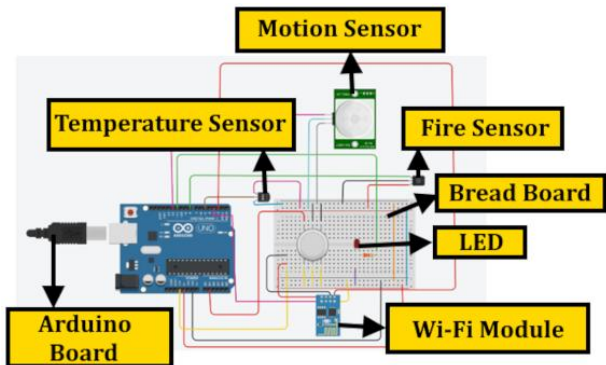 Motion Sensor
Temperature Sensor
Fire Sensor
Bread Board
LED
Wi-Fi Module
Arduino Board
UNO